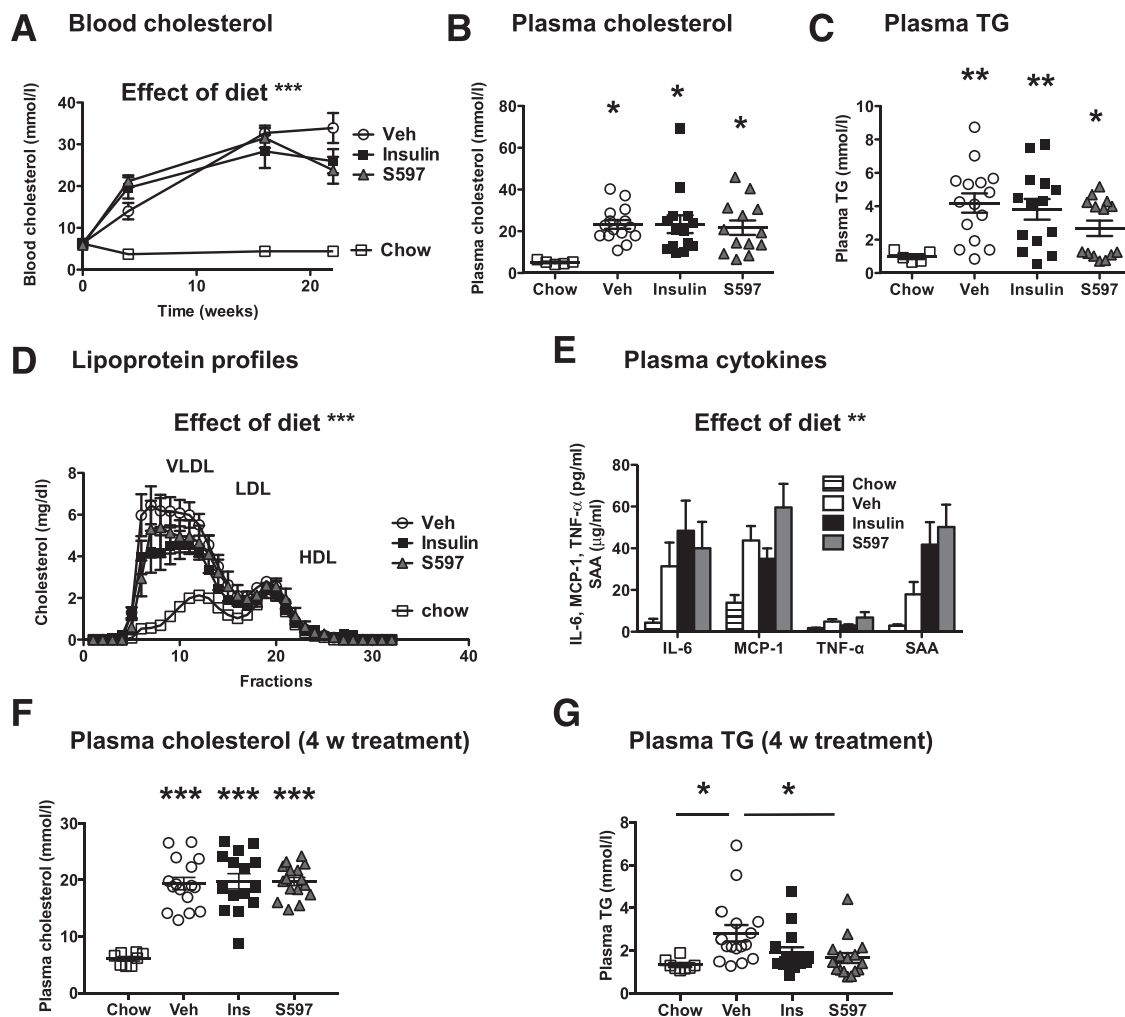 A Blood cholesterol
Effect of diet ***
Blood cholesterol (mmol/l)
40
30
20
10
0
0 10 20
Time (weeks)
Veh
Insulin
S597
Chow
B Plasma cholesterol
Plasma cholesterol (mmol/l)
80
60
40
20
0
* * *
Chow Veh Insulin S597
C Plasma TG
Plasma TG (mmol/l)
10
8
6
4
2
0
** ** *
Chow Veh Insulin S597
D Lipoprotein profiles
Effect of diet ***
Cholesterol (mg/dl)
8
6
4
2
0
VLDL
LDL
HDL
0 10 20 30 40
Fractions
Veh
Insulin
S597
chow
E Plasma cytokines
Effect of diet **
IL-6, MCP-1, TNF-α (pg/ml)
SAA (µg/ml)
80
60
40
20
0
Chow
Veh
Insulin
S597
IL-6 MCP-1 TNF-α SAA
F
Plasma cholesterol (4 w treatment)
*** *** ***
Plasma cholesterol (mmol/l)
30
20
10
0
Chow Veh Ins S597
G
Plasma TG (4 w treatment)
* *
Plasma TG (mmol/l)
8
6
4
2
0
Chow Veh Ins S597